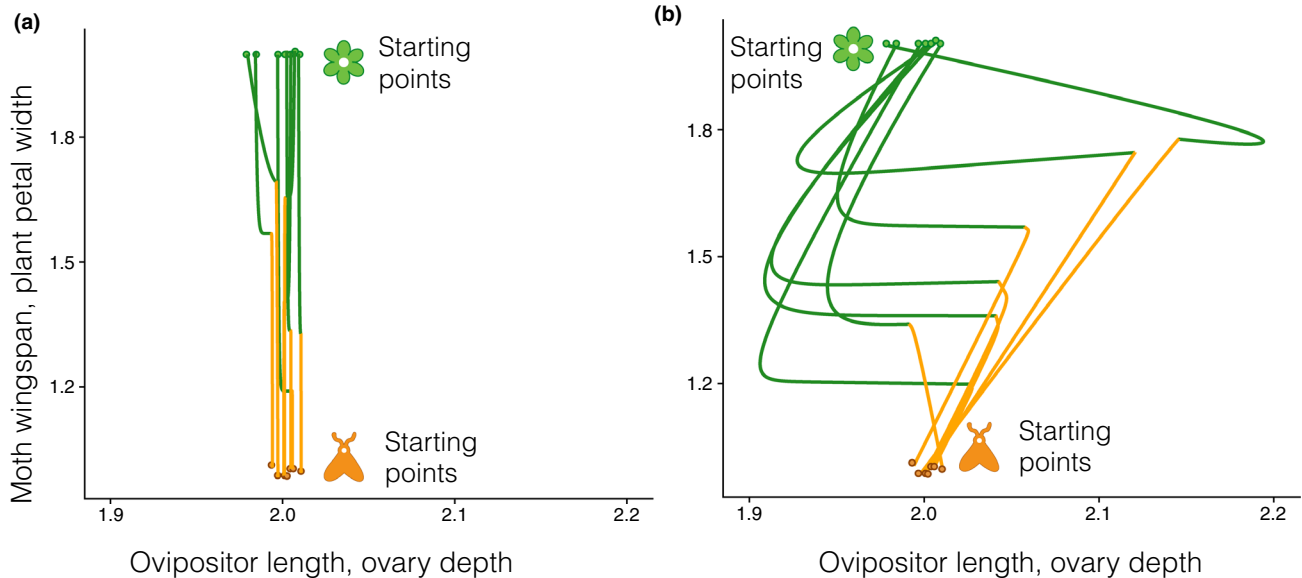 (a)
Starting
points
Moth wingspan, plant petal width
1.8
1.5
1.2
Starting
points
1.9
2.0
2.1
2.2
Ovipositor length, ovary depth
(b)
Starting
points
1.8
1.5
1.2
Starting
points
1.9
2.0
2.1
2.2
Ovipositor length, ovary depth